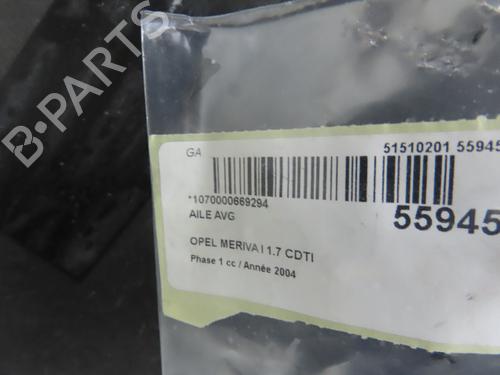 B-PARTS
GA
51510201 55945
*1070000669294
AILE AVG
55945
OPEL MERIVA I 1.7 CDTI
Phase 1 cc / Année 2004